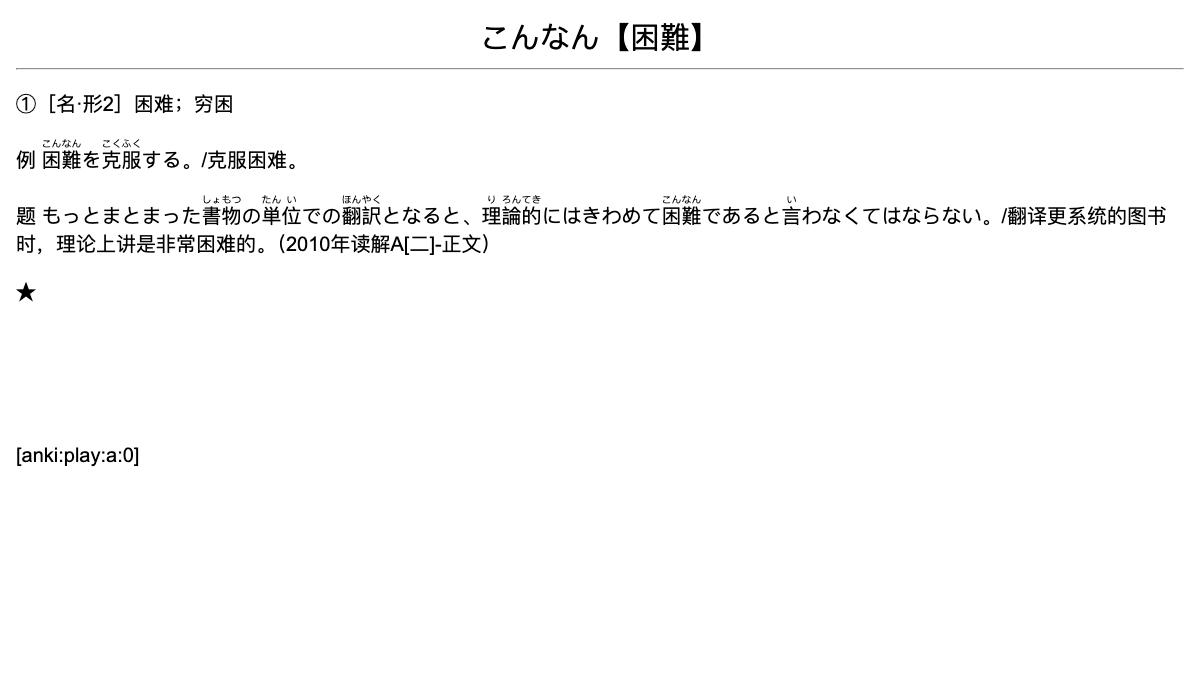 こんなん【困難】
①［名·形2］困难；穷困
例 困難を克服する。/克服困难。
题 もっとまとまった書物の単位での翻訳となると、理論的にはきわめて困難であると言わなくてはならない。/翻译更系统的图书
时，理论上讲是非常困难的。（2010年读解A[二]-正文）
★
[anki:play:a:0]